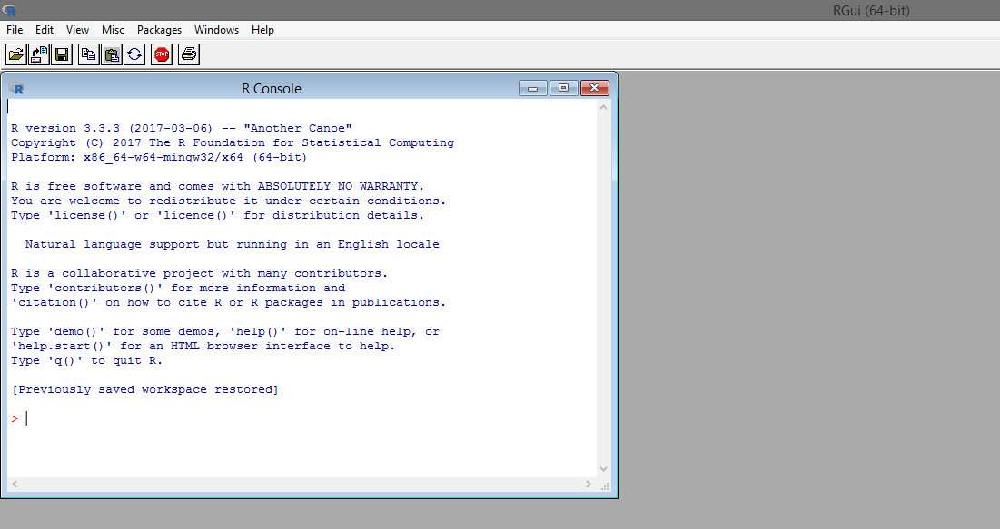 RGui (64-bit)
File Edit View Misc Packages Windows Help
STOP
R R Console
R version 3.3.3 (2017-03-06) -- "Another Canoe"
Copyright (C) 2017 The R Foundation for Statistical Computing
Platform: x86_64-w64-mingw32/x64 (64-bit)
R is free software and comes with ABSOLUTELY NO WARRANTY.
You are welcome to redistribute it under certain conditions.
Type 'license()' or 'licence()' for distribution details.
Natural language support but running in an English locale
R is a collaborative project with many contributors.
Type 'contributors()' for more information and
'citation()' on how to cite R or R packages in publications.
Type 'demo()' for some demos, 'help()' for on-line help, or
'help.start()' for an HTML browser interface to help.
Type 'q()' to quit R.
[Previously saved workspace restored]
>